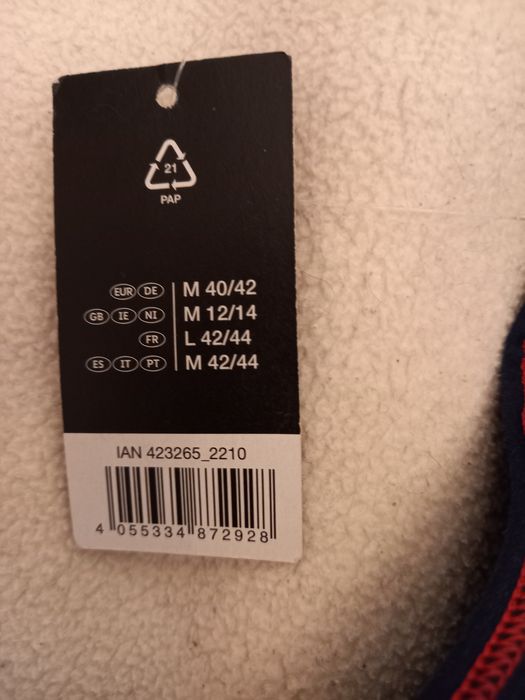 21
PAP
EUR DE M 40/42
GB IE NI M 12/14
FR L 42/44
ES IT PT M 42/44
IAN 423265_2210
4 055334 872928